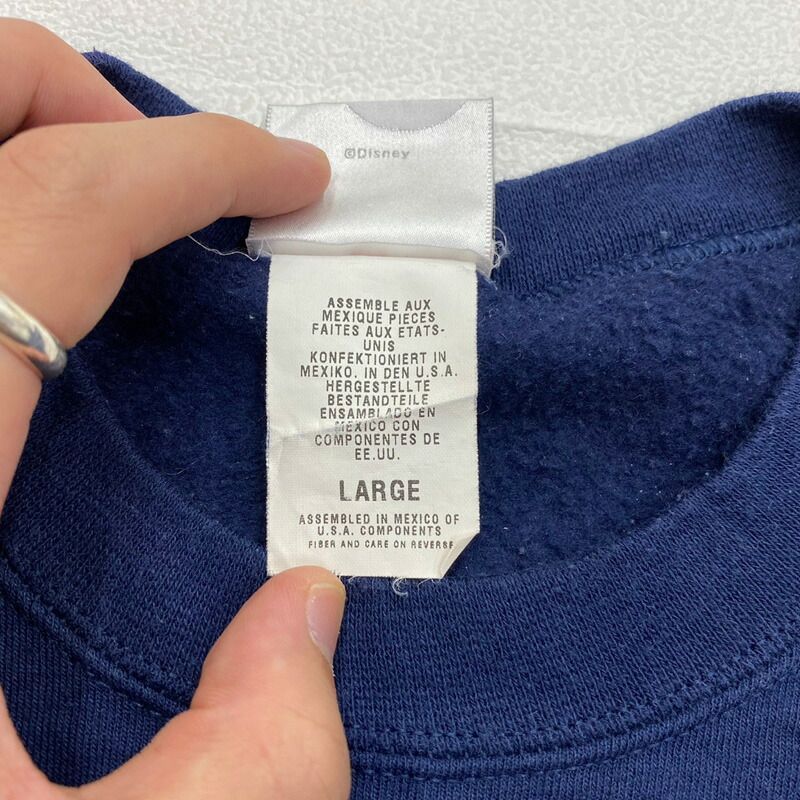 ©Disney
ASSEMBLE AUX
MEXIQUE PIECES
FAITES AUX ETATS-
UNIS
KONFEKTIONIERT IN
MEXIKO, IN DEN U.S.A.
HERGESTELLTE
BESTANDTEILE
ENSAMBLADO EN
MEXICO CON
COMPONENTES DE
EE.UU.
LARGE
ASSEMBLED IN MEXICO OF
U.S.A. COMPONENTS
FIBER AND CARE ON REVERSE